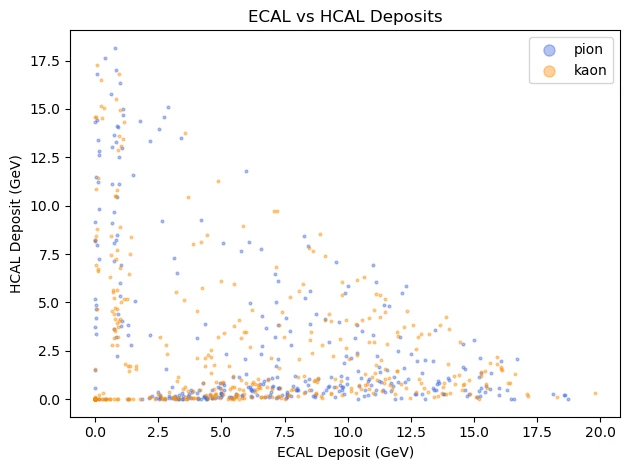 ECAL vs HCAL Deposits
pion
kaon
HCAL Deposit (GeV)
17.5
15.0
12.5
10.0
7.5
5.0
2.5
0.0
0.0 2.5 5.0 7.5 10.0 12.5 15.0 17.5 20.0
ECAL Deposit (GeV)